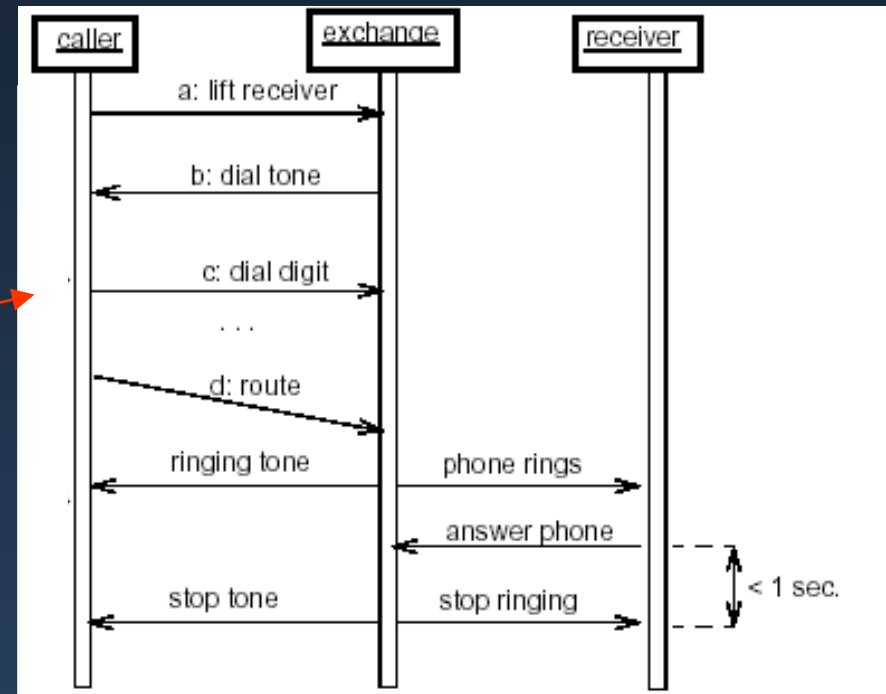 caller
exchange
receiver
a: lift receiver
b: dial tone
c: dial digit
. . .
d: route
ringing tone
phone rings
answer phone
< 1 sec.
stop tone
stop ringing